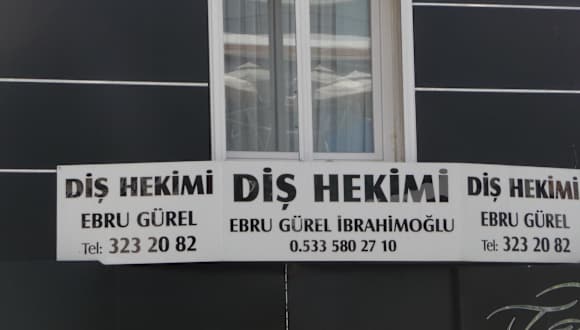 DİŞ HEKİMİ
EBRU GÜREL
Tel: 323 20 82
DİŞ HEKİMİ
EBRU GÜREL İBRAHİMOĞLU
0.533 580 27 10
DİŞ HEKİMİ
EBRU GÜREL
Tel: 323 20 82